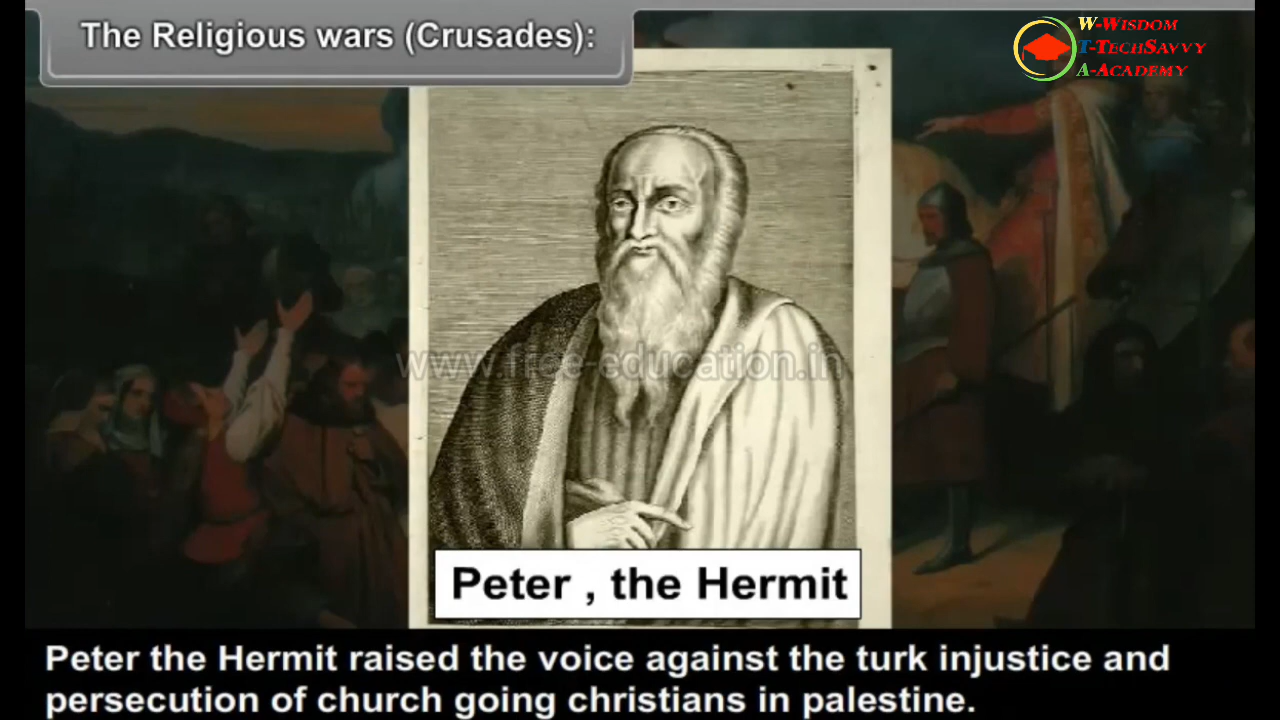 The Religious wars (Crusades):
W-Wisdom
T-TechSavvy
A-Academy
www.free-education.in
Peter , the Hermit
Peter the Hermit raised the voice against the turk injustice and
persecution of church going christians in palestine.